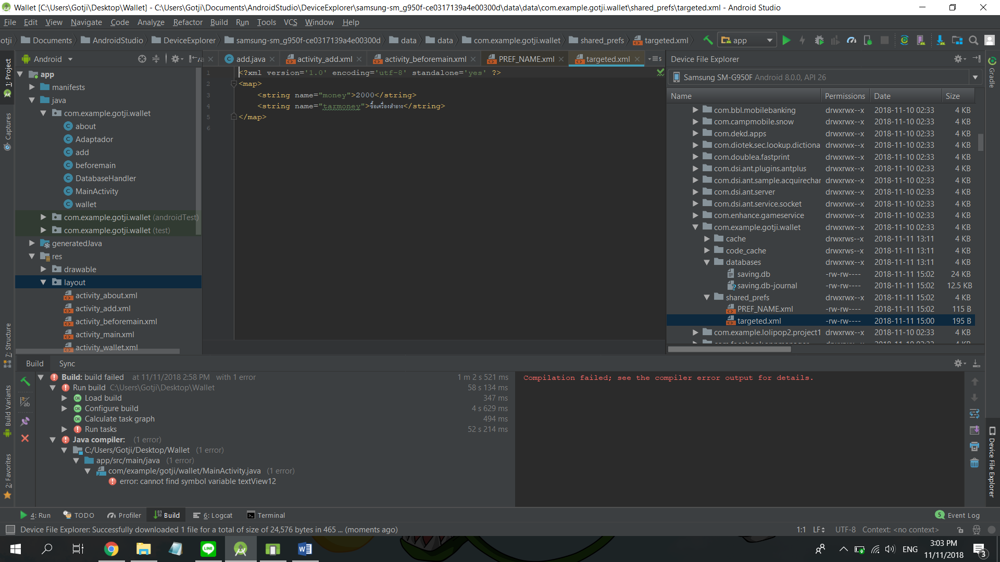 Wallet [C:\Users\Gotji\Desktop\Wallet] - C:\Users\Gotji\Documents\AndroidStudio\DeviceExplorer\samsung-sm_g950f-ce0317139a4e00300d\data\data\com.example.gotji.wallet\shared_prefs\targeted.xml - Android Studio
File Edit View Navigate Code Analyze Refactor Build Run Tools VCS Window Help
otji Documents AndroidStudio DeviceExplorer samsung-sm_g950f-ce0317139a4e00300d data data com.example.gotji.wallet shared_prefs targeted.xml app
Android
add.java activity_add.xml activity_beforemain.xml PREF_NAME.xml targeted.xml
1: Project
Captures
7: Structure
Build Variants
2: Favorites
app
manifests
java
com.example.gotji.wallet
about
Adaptador
add
beforemain
DatabaseHandler
MainActivity
wallet
com.example.gotji.wallet (androidTest)
com.example.gotji.wallet (test)
generatedJava
res
drawable
layout
activity_about.xml
activity_add.xml
activity_beforemain.xml
activity_main.xml
activity_wallet.xml
1 <?xml version='1.0' encoding='utf-8' standalone='yes' ?>
2 <map>
3 <string name="money">2000</string>
4 <string name="tarmoney">ซื้อเครื่องสำอาง</string>
5 </map>
6
Device File Explorer
Samsung SM-G950F Android 8.0.0, API 26
Name Permissions Date Size
com.bbl.mobilebanking drwxrwx--x 2018-11-10 02:33 4 KB
com.campmobile.snow drwxrwx--x 2018-11-10 02:33 4 KB
com.dekd.apps drwxrwx--x 2018-11-10 02:33 4 KB
com.diotek.sec.lookup.dictiona drwxrwx--x 2018-11-10 02:33 4 KB
com.doublea.fastprint drwxrwx--x 2018-11-10 02:33 4 KB
com.dsi.ant.plugins.antplus drwxrwx--x 2018-11-10 02:33 4 KB
com.dsi.ant.sample.acquirechar drwxrwx--x 2018-11-10 02:33 4 KB
com.dsi.ant.server drwxrwx--x 2018-11-10 02:33 4 KB
com.dsi.ant.service.socket drwxrwx--x 2018-11-10 02:33 4 KB
com.enhance.gameservice drwxrwx--x 2018-11-10 02:33 4 KB
com.example.gotji.wallet drwxrwx--x 2018-11-10 02:33 4 KB
cache drwxrws--x 2018-11-11 13:11 4 KB
code_cache drwxrws--x 2018-11-11 13:11 4 KB
databases drwxrwx--x 2018-11-11 13:11 4 KB
saving.db -rw-rw---- 2018-11-11 15:02 24 KB
saving.db-journal -rw-rw---- 2018-11-11 15:02 12.5 KB
shared_prefs drwxrwx--x 2018-11-11 15:02 4 KB
PREF_NAME.xml -rw-rw---- 2018-11-11 15:02 115 B
targeted.xml -rw-rw---- 2018-11-11 15:00 195 B
com.example.lolipop2.project1 drwxrwx--x 2018-11-10 02:33 4 KB
Gradle
Device File Explorer
Build Sync
Build: build failed at 11/11/2018 2:58 PM with 1 error 1 m 2 s 521 ms
Run build C:\Users\Gotji\Desktop\Wallet 58 s 134 ms
Load build 347 ms
Configure build 4 s 629 ms
Calculate task graph 494 ms
Run tasks 52 s 214 ms
Java compiler: (1 error)
C:/Users/Gotji/Desktop/Wallet (1 error)
app/src/main/java (1 error)
com/example/gotji/wallet/MainActivity.java (1 error)
error: cannot find symbol variable textView12
Compilation failed; see the compiler error output for details.
4: Run TODO Profiler Build 6: Logcat Terminal 5 Event Log
Device File Explorer: Successfully downloaded 1 file for a total of size of 24,576 bytes in 465 ... (moments ago) 1:1 LF UTF-8 Context: <no context>
ENG 3:03 PM
11/11/2018 3